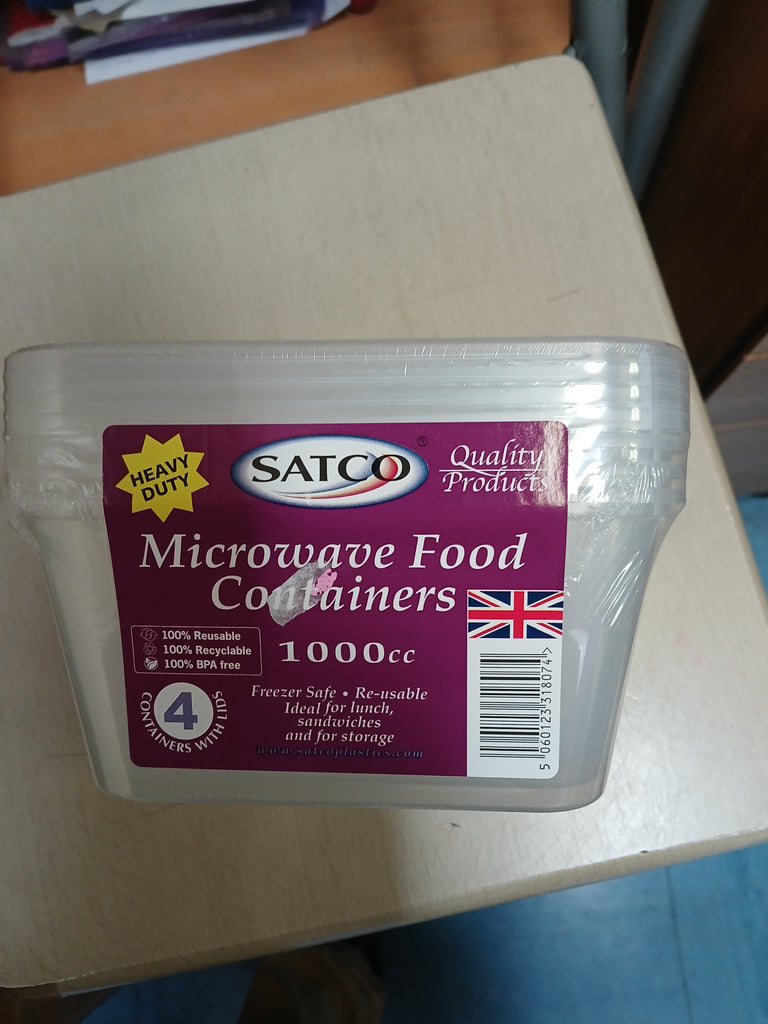 HEAVY
DUTY
SATCO
®
Quality
Products
Microwave Food
Containers
100% Reusable
100% Recyclable
100% BPA free
1000cc
4
CONTAINERS WITH LIDS
Freezer Safe • Re-usable
Ideal for lunch,
sandwiches
and for storage
www.satcoplastics.com
5 060123 318074 >